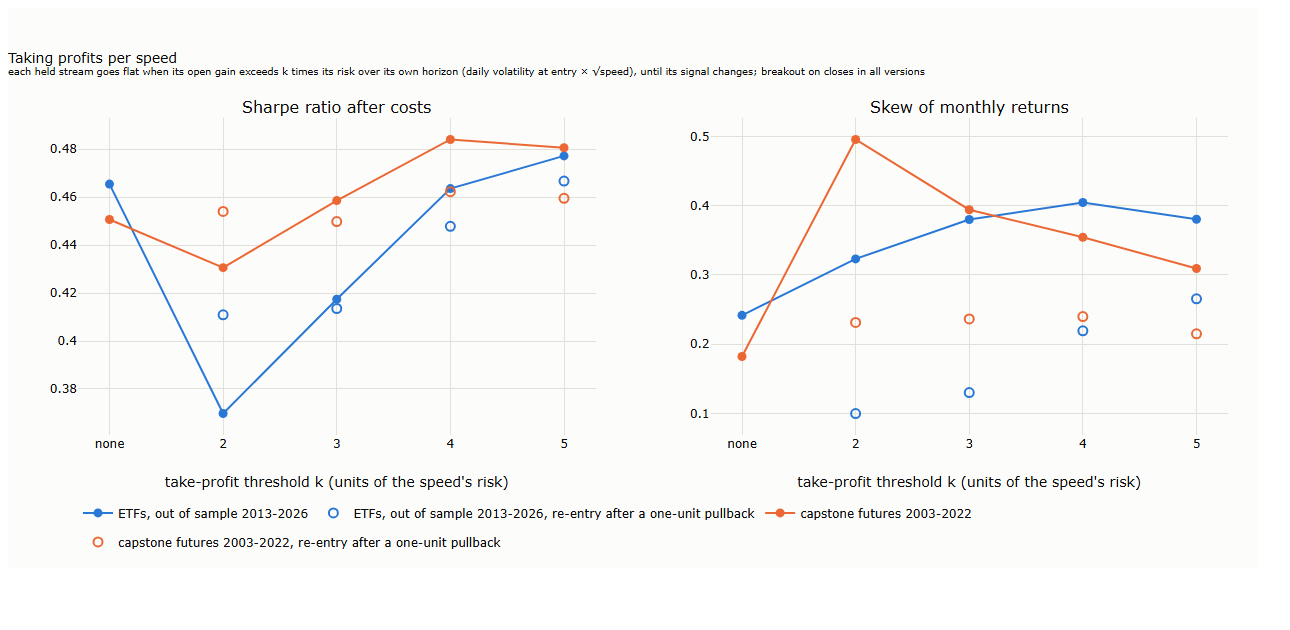 Taking profits per speed
each held stream goes flat when its open gain exceeds k times its risk over its own horizon (daily volatility at entry × √speed), until its signal changes; breakout on closes in all versions
Sharpe ratio after costs
0.48
0.46
0.44
0.42
0.4
0.38
none 2 3 4 5
take-profit threshold k (units of the speed's risk)
Skew of monthly returns
0.5
0.4
0.3
0.2
0.1
none 2 3 4 5
take-profit threshold k (units of the speed's risk)
ETFs, out of sample 2013-2026 ETFs, out of sample 2013-2026, re-entry after a one-unit pullback capstone futures 2003-2022
capstone futures 2003-2022, re-entry after a one-unit pullback